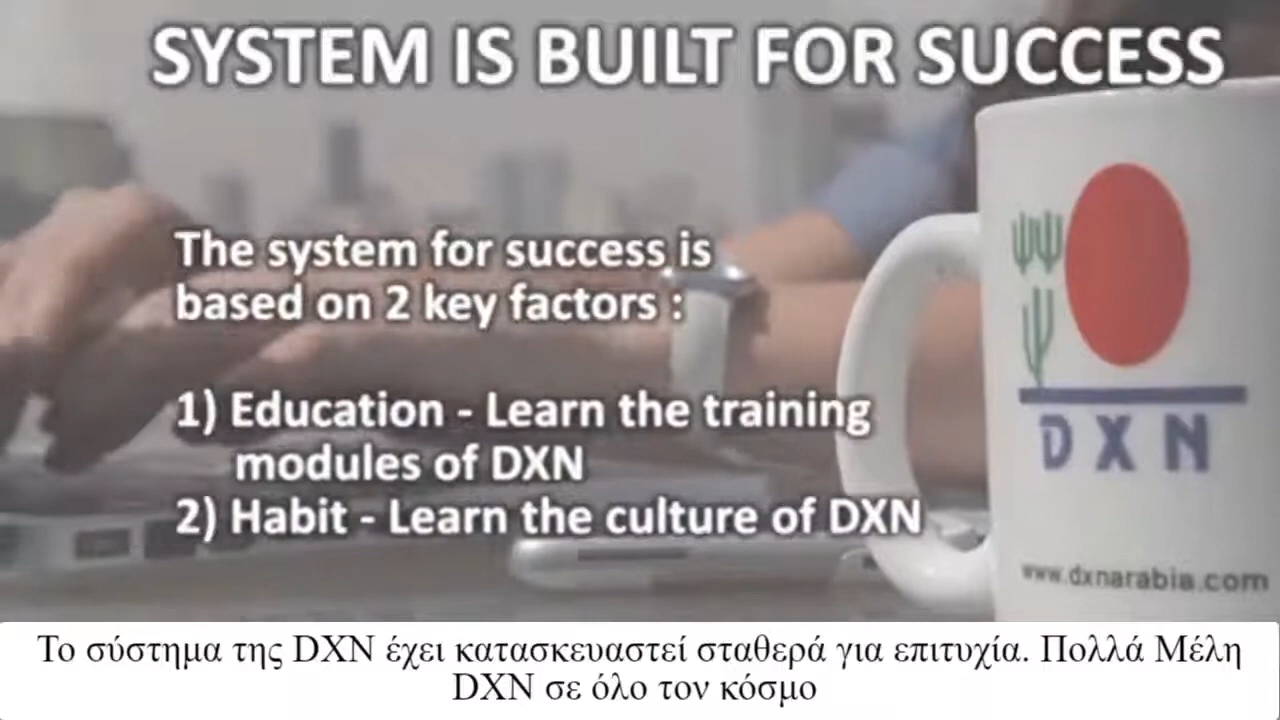 SYSTEM IS BUILT FOR SUCCESS
The system for success is
based on 2 key factors :
1) Education - Learn the training
modules of DXN
2) Habit - Learn the culture of DXN
DXN
www.dxnarabia.com
Το σύστημα της DXN έχει κατασκευαστεί σταθερά για επιτυχία. Πολλά Μέλη
DXN σε όλο τον κόσμο